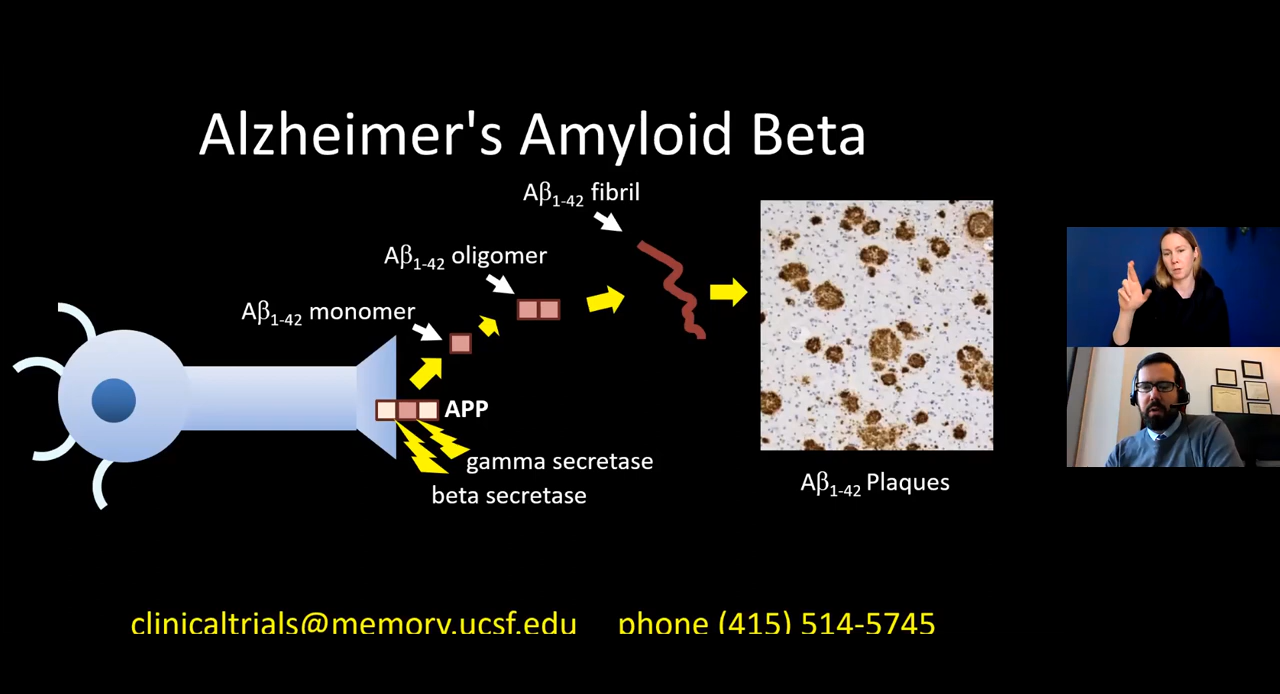 Alzheimer's Amyloid Beta
Aβ1-42 fibril
Aβ1-42 oligomer
Aβ1-42 monomer
APP
gamma secretase
beta secretase
Aβ1-42 Plaques
clinicaltrials@memory.ucsf.edu phone (415) 514-5745